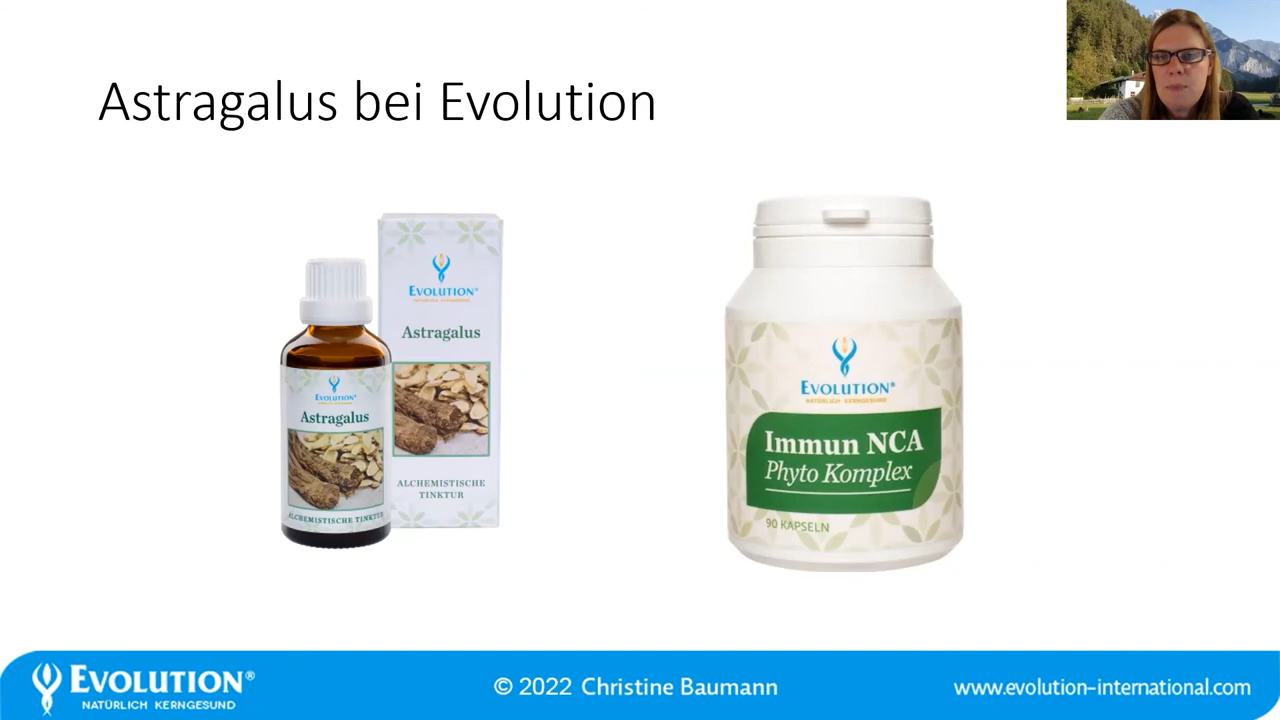 Astragalus bei Evolution
EVOLUTION®
NATÜRLICH KERNGESUND
Astragalus
ALCHEMISTISCHE
TINKTUR
EVOLUTION®
Astragalus
ALCHEMISTISCHE TINKTUR
EVOLUTION®
NATÜRLICH KERNGESUND
Immun NCA
Phyto Komplex
90 KAPSELN
EVOLUTION®
NATÜRLICH KERNGESUND
© 2022 Christine Baumann
www.evolution-international.com